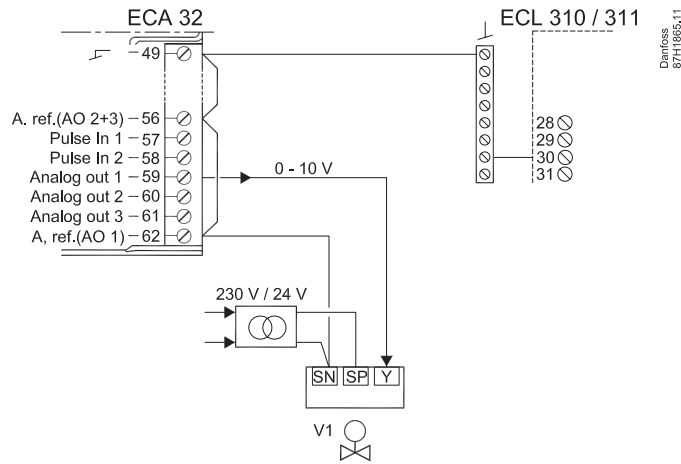 ECA 32
ECL 310 / 311
Danfoss
87H1865.11
49
A. ref.(AO 2+3) 56
Pulse In 1 57
Pulse In 2 58
Analog out 1 59
Analog out 2 60
Analog out 3 61
A, ref.(AO 1) 62
0 - 10 V
28
29
30
31
230 V / 24 V
SN SP Y
V1